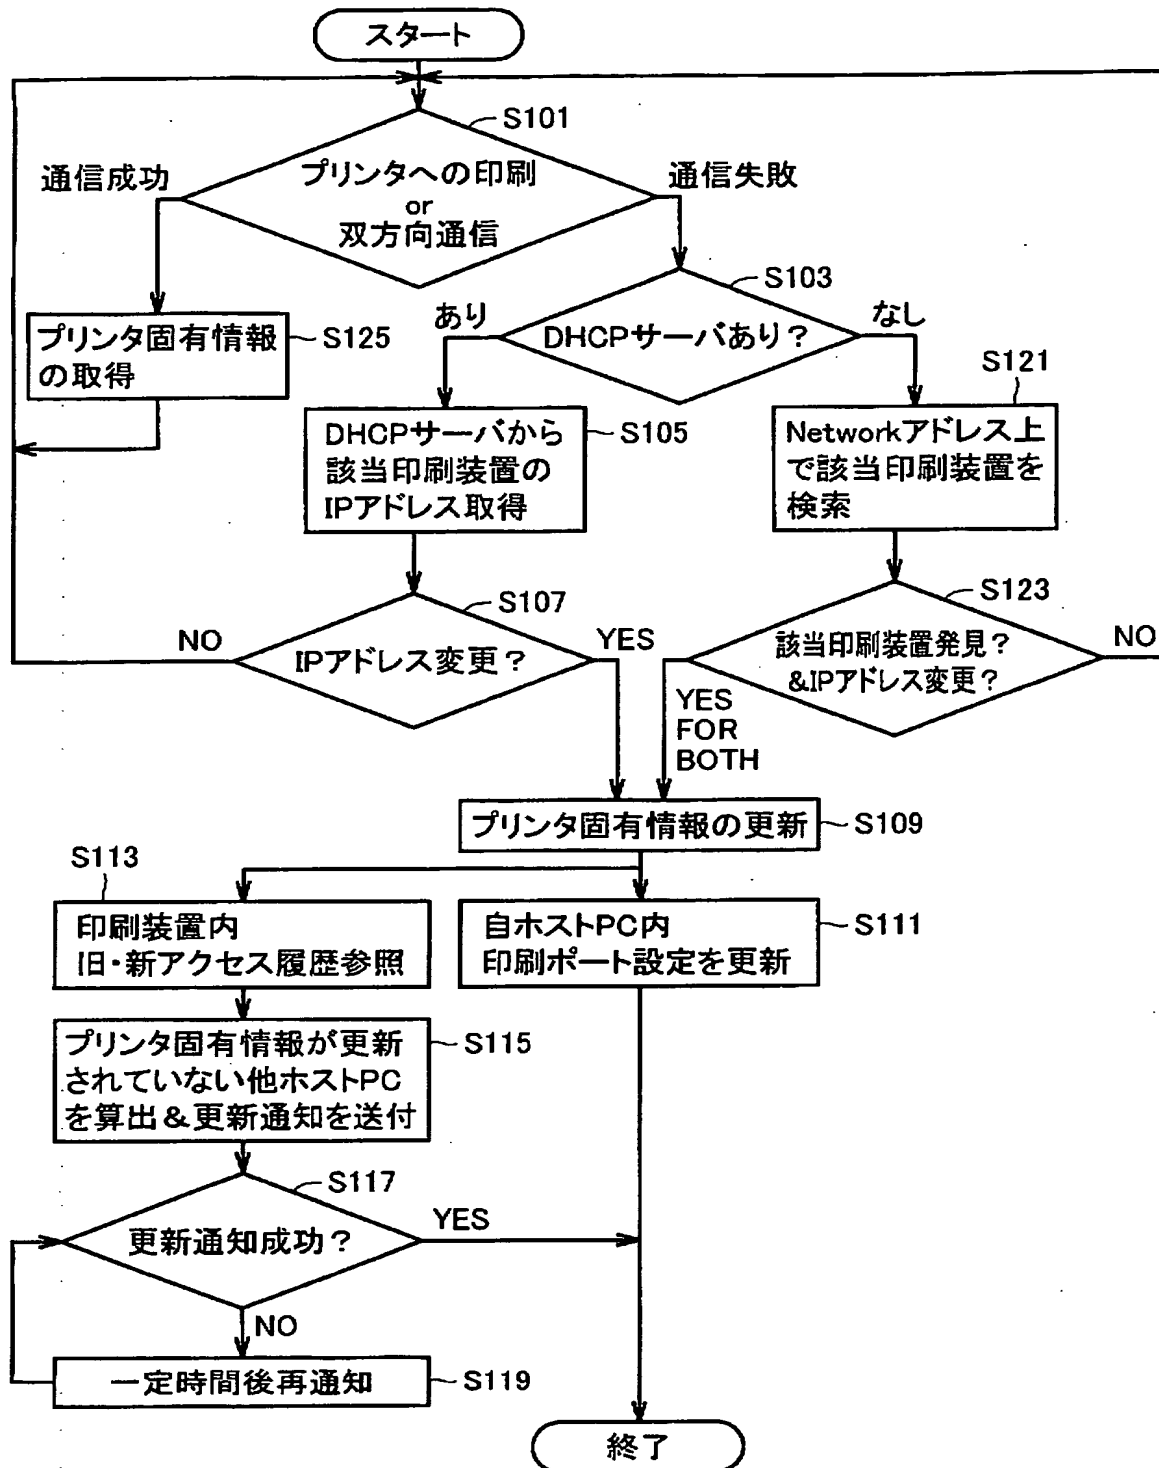 スタート
S101
通信成功
プリンタへの印刷
or
双方向通信
通信失敗
S103
あり
DHCPサーバあり？
なし
プリンタ固有情報
の取得
S125
S121
DHCPサーバから
該当印刷装置の
IPアドレス取得
S105
Networkアドレス上
で該当印刷装置を
検索
S107
NO
IPアドレス変更？
YES
S123
該当印刷装置発見？
&IPアドレス変更？
NO
YES
FOR
BOTH
プリンタ固有情報の更新
S109
S113
印刷装置内
旧・新アクセス履歴参照
自ホストPC内
印刷ポート設定を更新
S111
プリンタ固有情報が更新
されていない他ホストPC
を算出＆更新通知を送付
S115
S117
更新通知成功？
YES
NO
一定時間後再通知
S119
終了